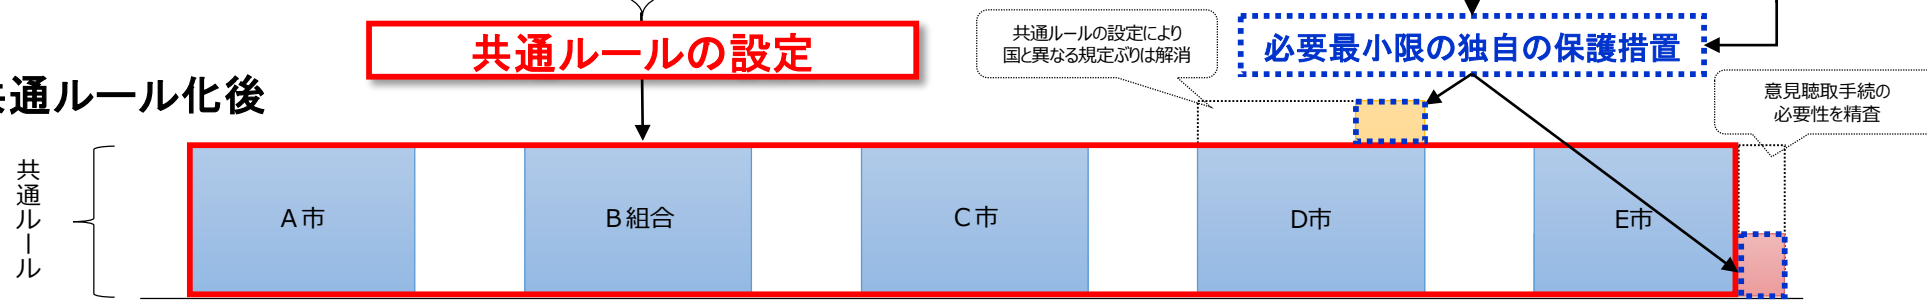 共通ルールの設定
共通ルールの設定により
国と異なる規定ぶりは解消
必要最小限の独自の保護措置
共通ルール化後
意見聴取手続の
必要性を精査
共通ルール
A市
B組合
C市
D市
E市